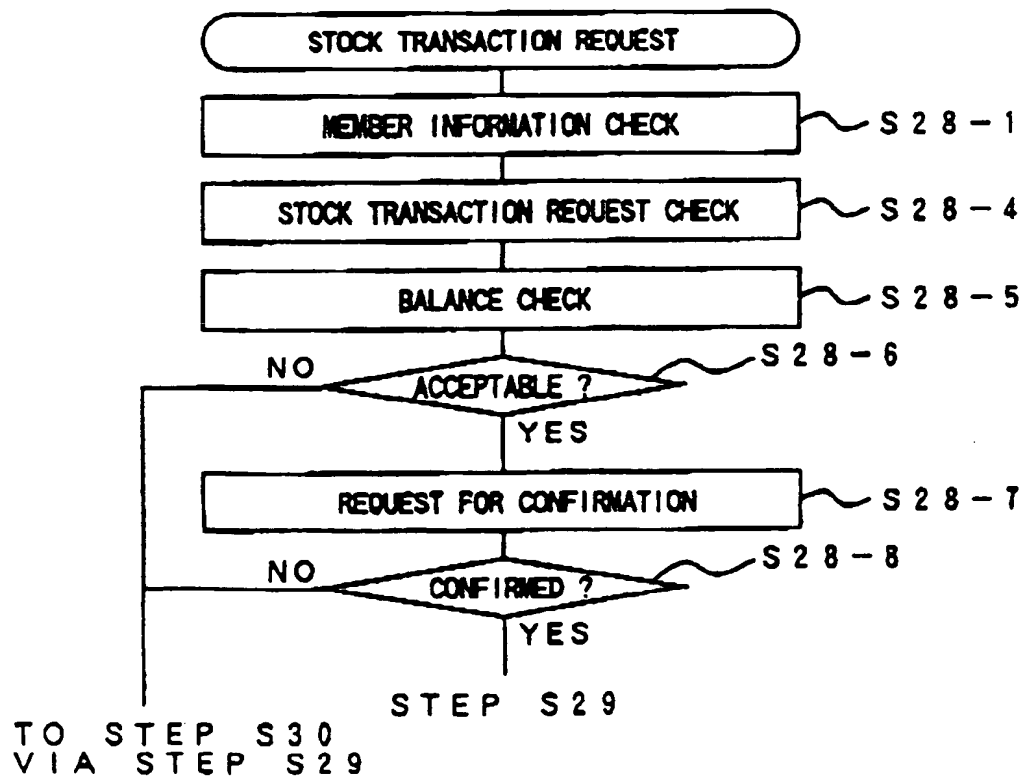 STOCK TRANSACTION REQUEST
MEMBER INFORMATION CHECK
S28-1
STOCK TRANSACTION REQUEST CHECK
S28-4
BALANCE CHECK
S28-5
S28-6
NO
ACCEPTABLE ?
YES
REQUEST FOR CONFIRMATION
S28-7
S28-8
NO
CONFIRMED ?
YES
STEP S29
TO STEP S30
VIA STEP S29